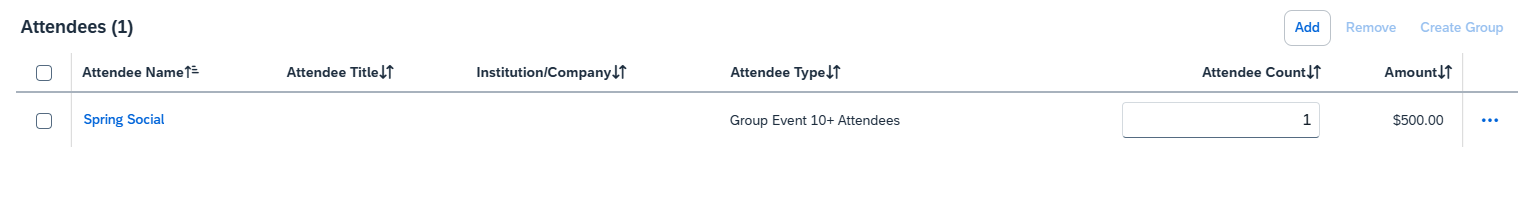 Attendees (1)
Add Remove Create Group
Attendee Name Attendee Title Institution/Company Attendee Type Attendee Count Amount
Spring Social Group Event 10+ Attendees 1 $500.00